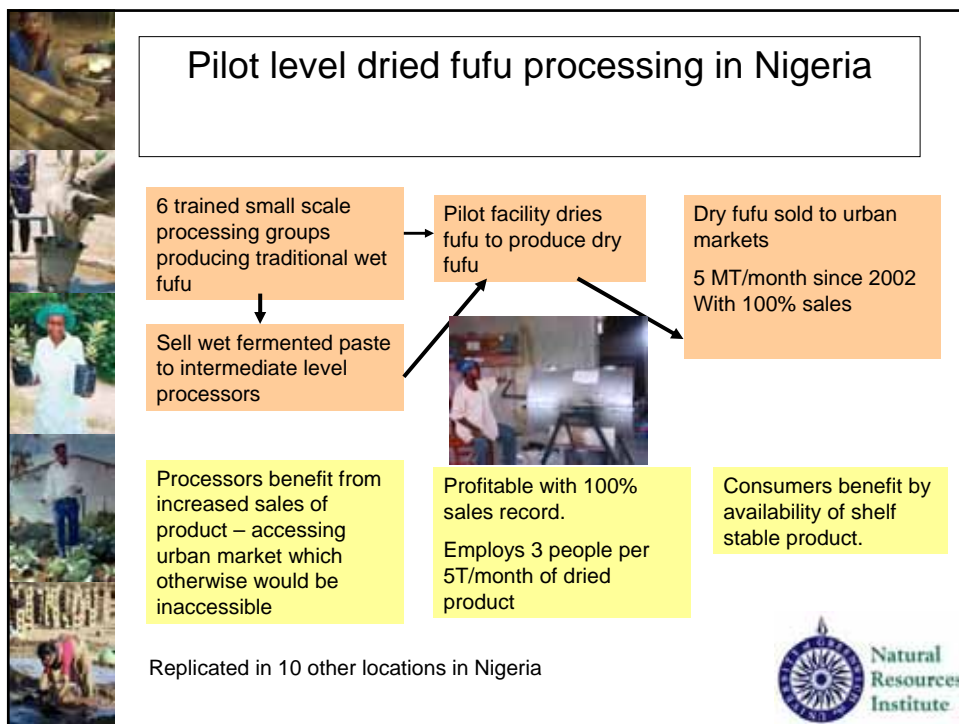 Pilot level dried fufu processing in Nigeria
6 trained small scale
processing groups
producing traditional wet
fufu
Pilot facility dries
fufu to produce dry
fufu
Dry fufu sold to urban
markets
5 MT/month since 2002
With 100% sales
Sell wet fermented paste
to intermediate level
processors
Processors benefit from
increased sales of
product – accessing
urban market which
otherwise would be
inaccessible
Profitable with 100%
sales record.
Employs 3 people per
5T/month of dried
product
Consumers benefit by
availability of shelf
stable product.
Replicated in 10 other locations in Nigeria
UNIVERSITY of GREENWICH
Natural
Resources
Institute